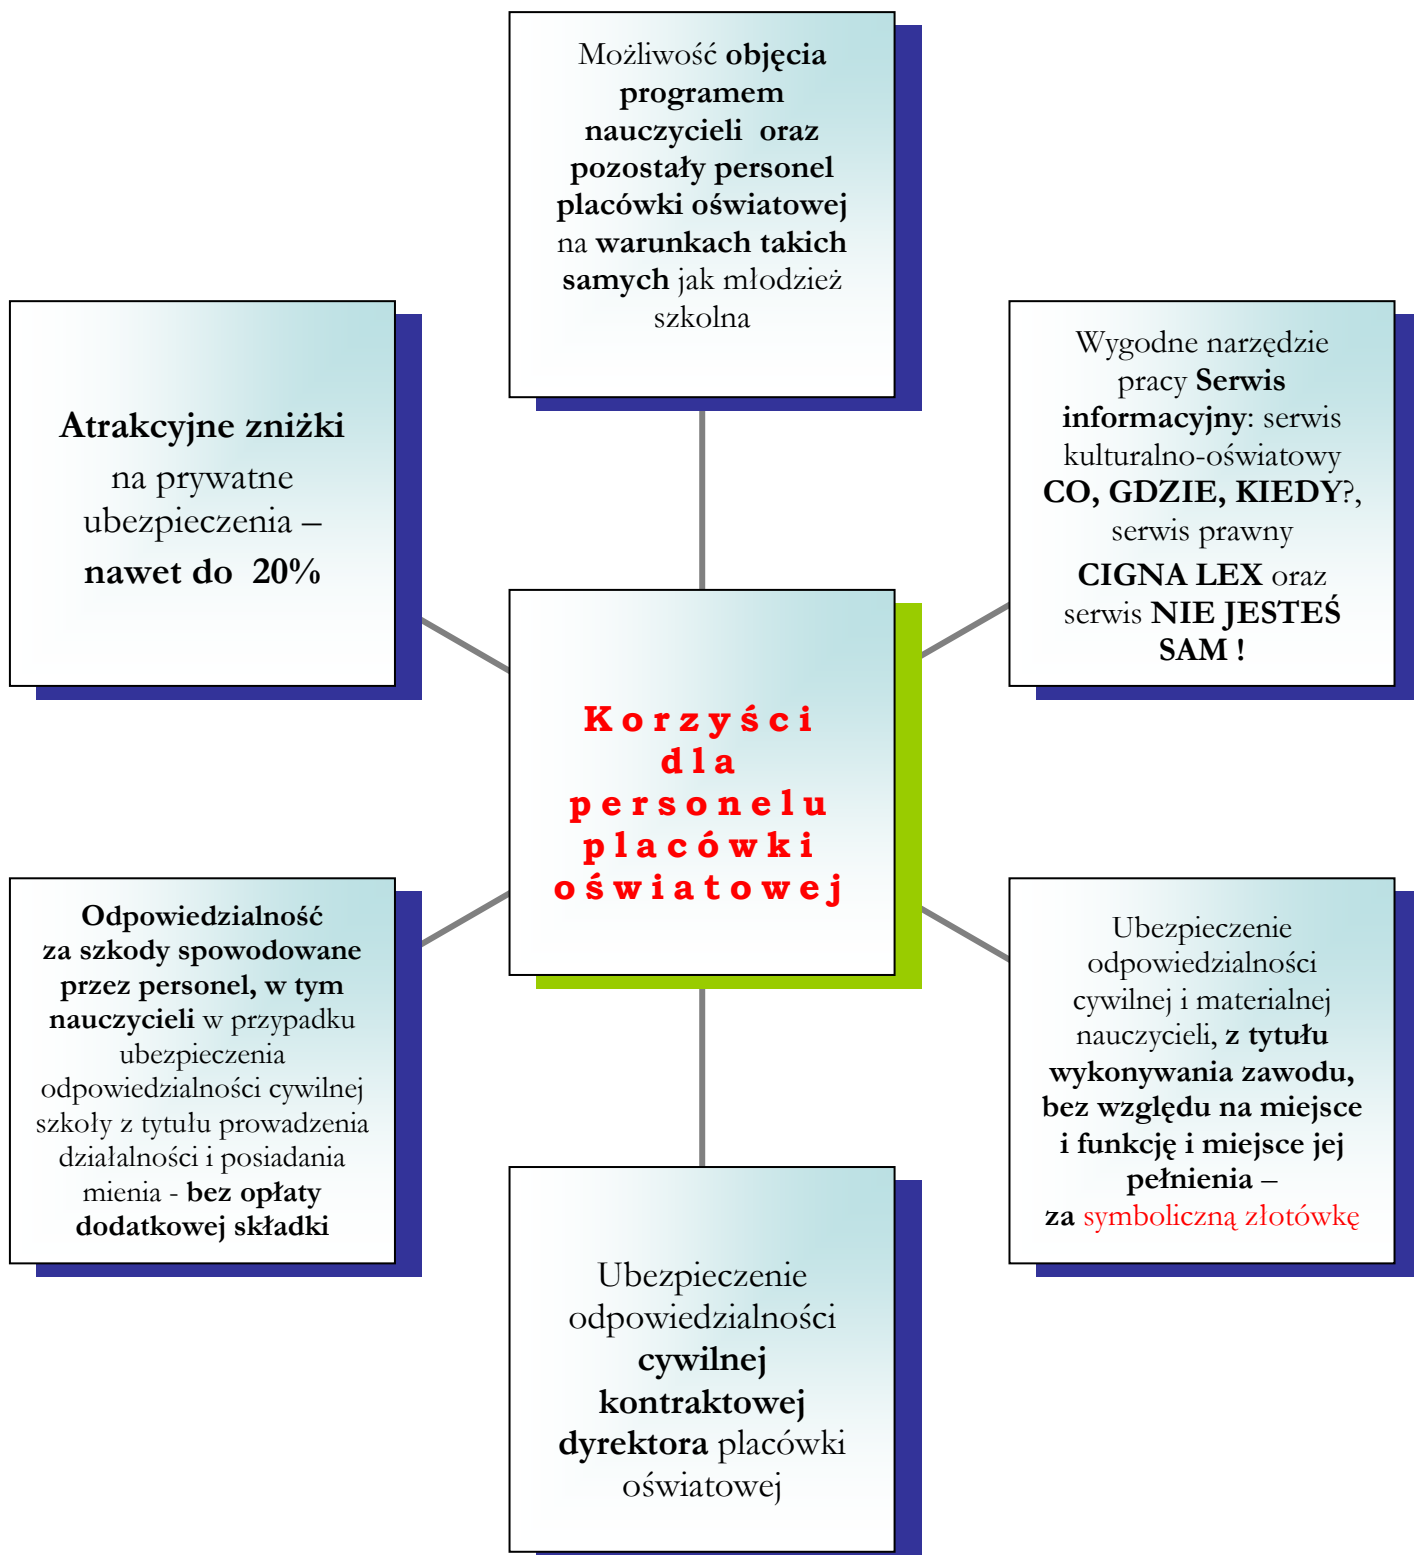 Możliwość objęcia
programem
nauczycieli oraz
pozostały personel
placówki oświatowej
na warunkach takich
samych jak młodzież
szkolna
Atrakcyjne zniżki
na prywatne
ubezpieczenia –
nawet do 20%
Wygodne narzędzie
pracy Serwis
informacyjny: serwis
kulturalno-oświatowy
CO, GDZIE, KIEDY?,
serwis prawny
CIGNA LEX oraz
serwis NIE JESTEŚ
SAM !
Korzyści
dla
personelu
placówki
oświatowej
Odpowiedzialność
za szkody spowodowane
przez personel, w tym
nauczycieli w przypadku
ubezpieczenia
odpowiedzialności cywilnej
szkoły z tytułu prowadzenia
działalności i posiadania
mienia - bez opłaty
dodatkowej składki
Ubezpieczenie
odpowiedzialności
cywilnej i materialnej
nauczycieli, z tytułu
wykonywania zawodu,
bez względu na miejsce
i funkcję i miejsce jej
pełnienia –
za symboliczną złotówkę
Ubezpieczenie
odpowiedzialności
cywilnej
kontraktowej
dyrektora placówki
oświatowej